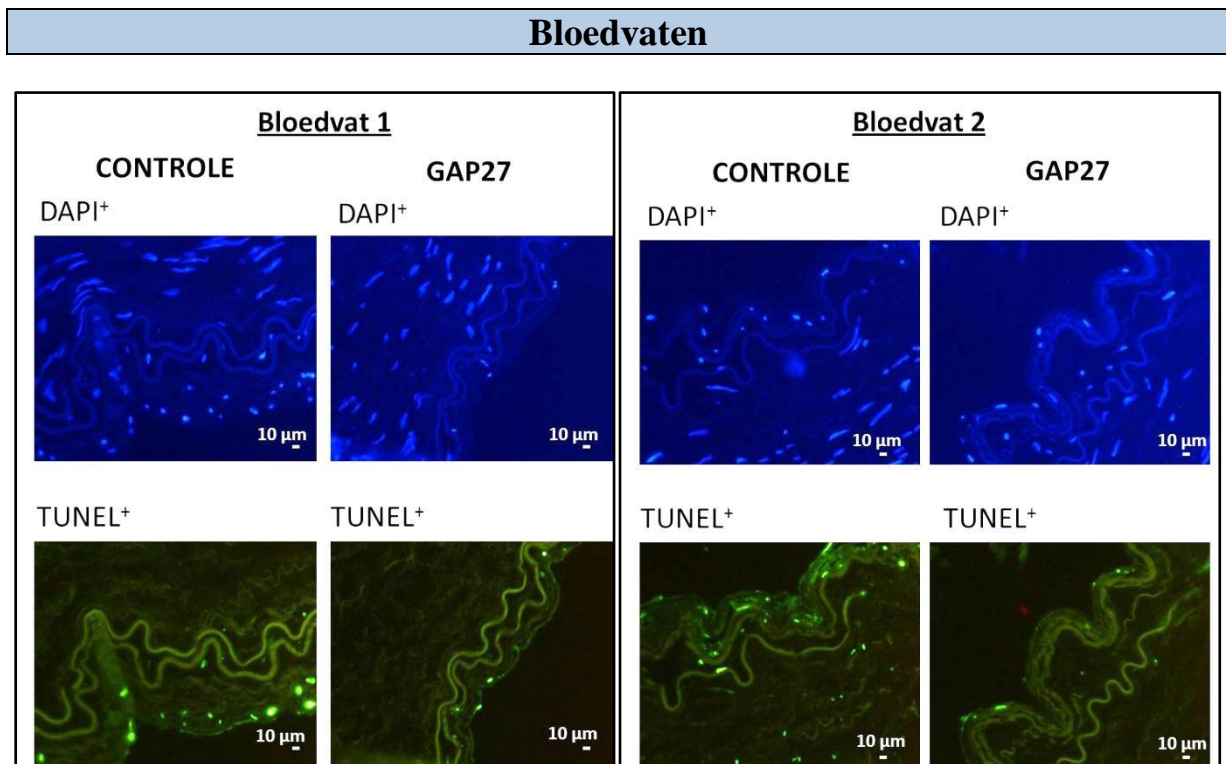 Bloedvaten
Bloedvat 1
CONTROLE GAP27
DAPI⁺ DAPI⁺
10 µm 10 µm
TUNEL⁺ TUNEL⁺
10 µm 10 µm
Bloedvat 2
CONTROLE GAP27
DAPI⁺ DAPI⁺
10 µm 10 µm
TUNEL⁺ TUNEL⁺
10 µm 10 µm